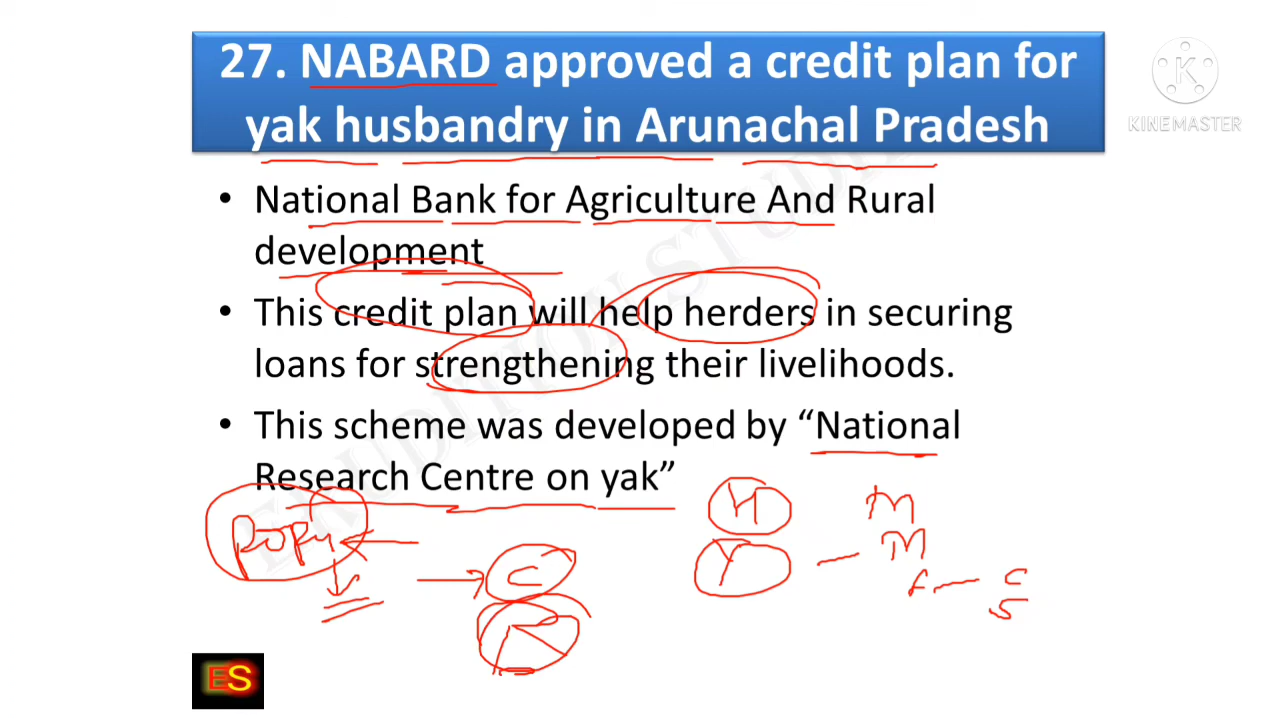 27. NABARD approved a credit plan for
yak husbandry in Arunachal Pradesh
KINEMASTER
• National Bank for Agriculture And Rural
development
• This credit plan will help herders in securing
loans for strengthening their livelihoods.
• This scheme was developed by “National
Research Centre on yak”
H
M
Y
M
C
C
S
ES